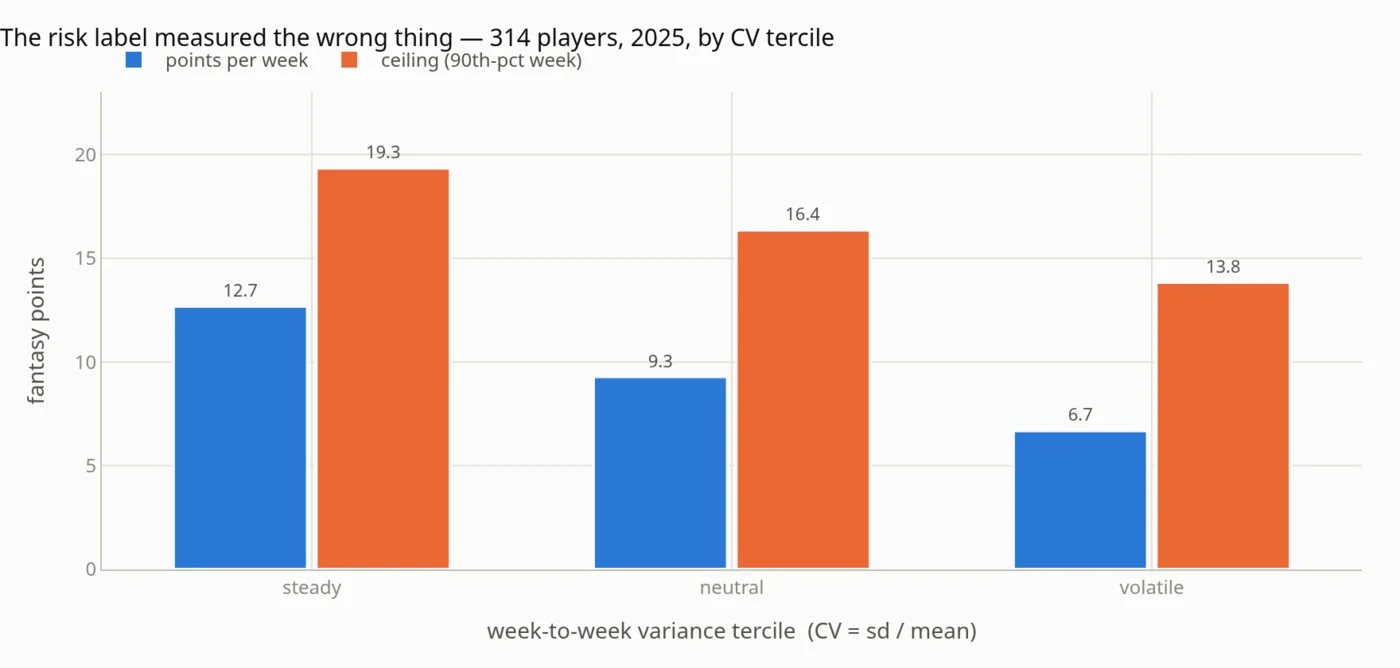 The risk label measured the wrong thing — 314 players, 2025, by CV tercile
points per week ceiling (90th-pct week)
fantasy points
20
15
10
5
0
12.7
19.3
9.3
16.4
6.7
13.8
steady neutral volatile
week-to-week variance tercile (CV = sd / mean)